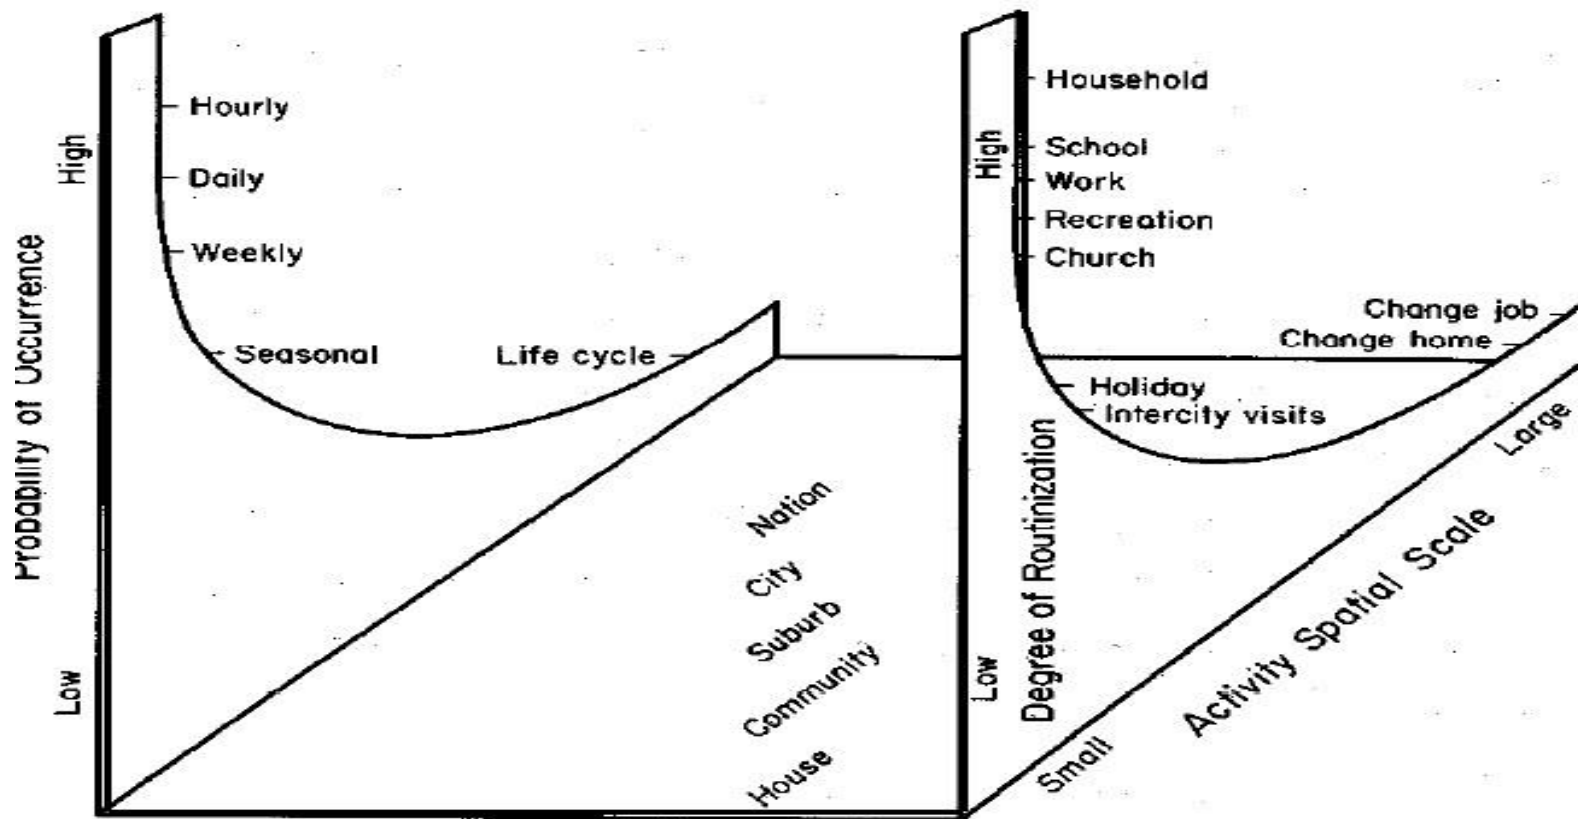 Probability of Occurrence
High
Low
Hourly
Daily
Weekly
Seasonal
Life cycle
Nation
City
Suburb
Community
House
High
Low
Degree of Routinization
Household
School
Work
Recreation
Church
Change job
Change home
Holiday
Intercity visits
Large
Activity Spatial Scale
Small